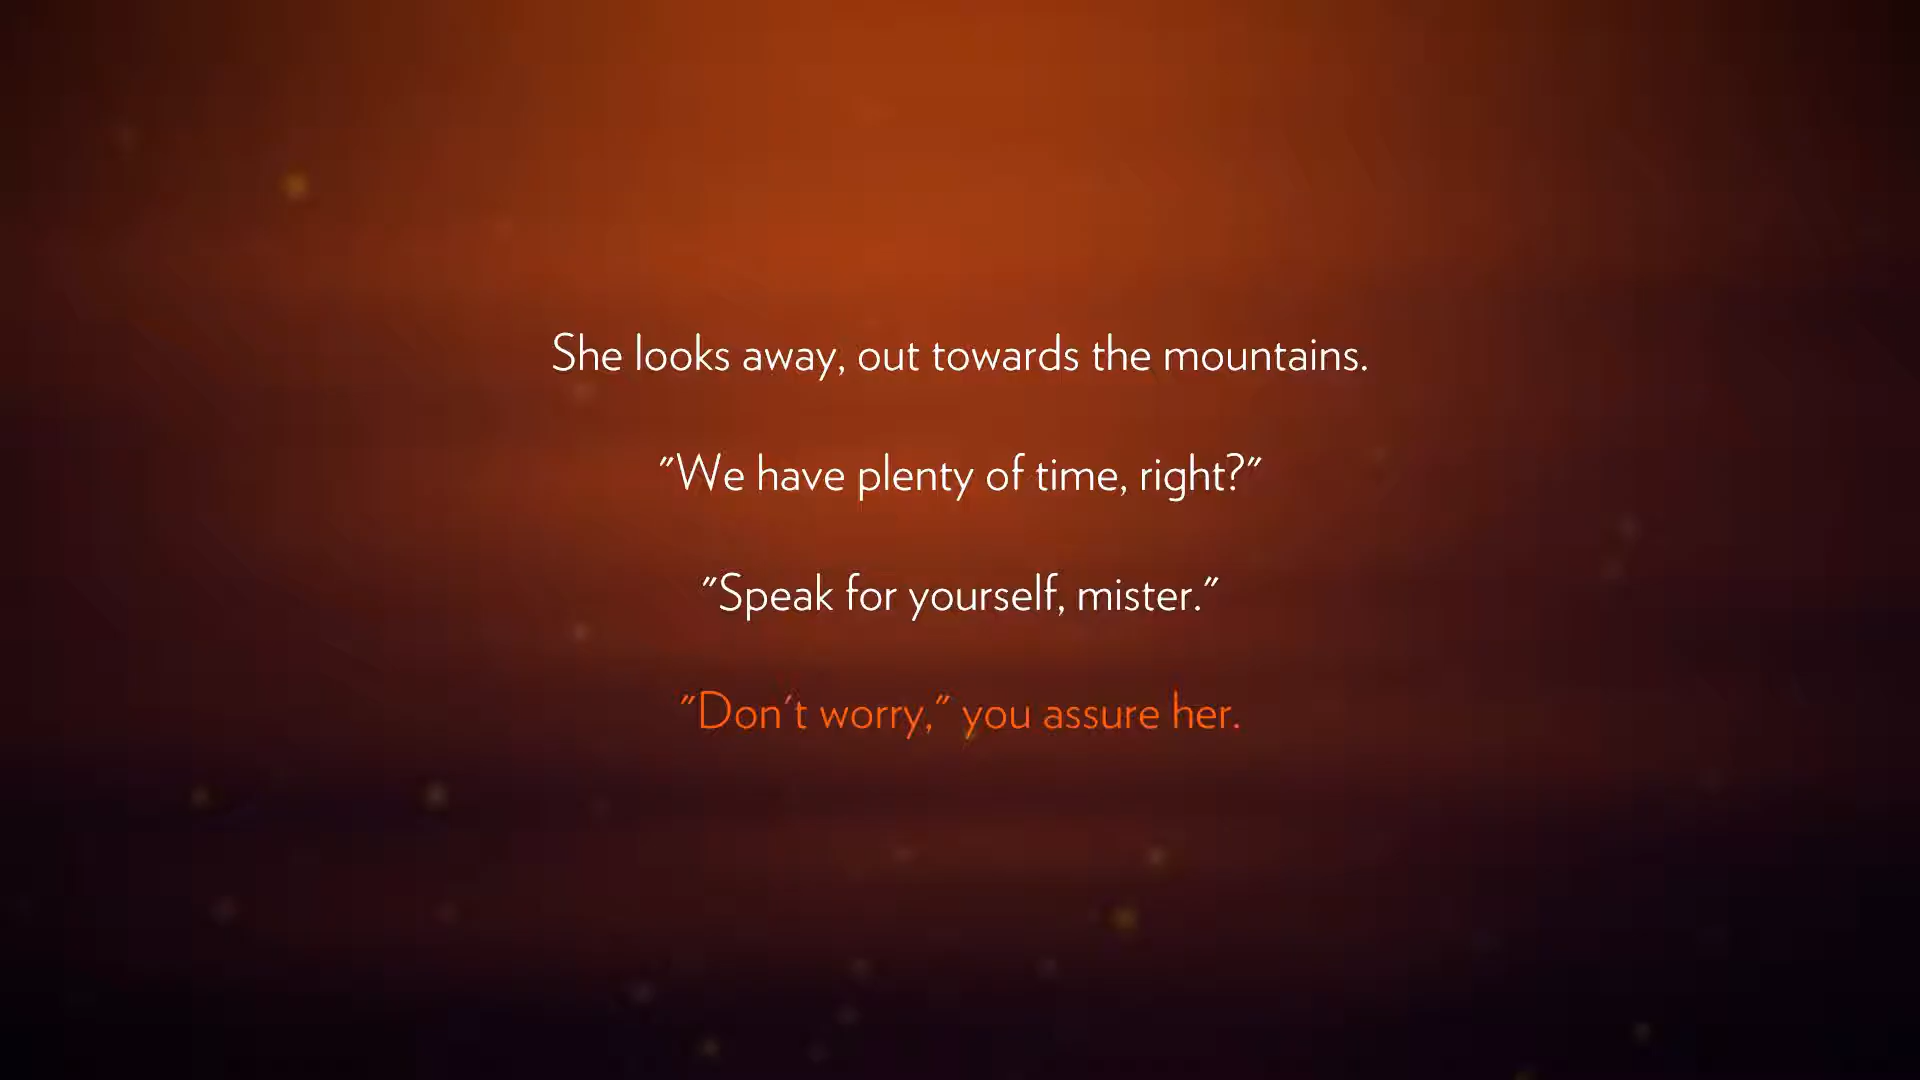 She looks away, out towards the mountains.
"We have plenty of time, right?"
"Speak for yourself, mister."
"Don't worry," you assure her.